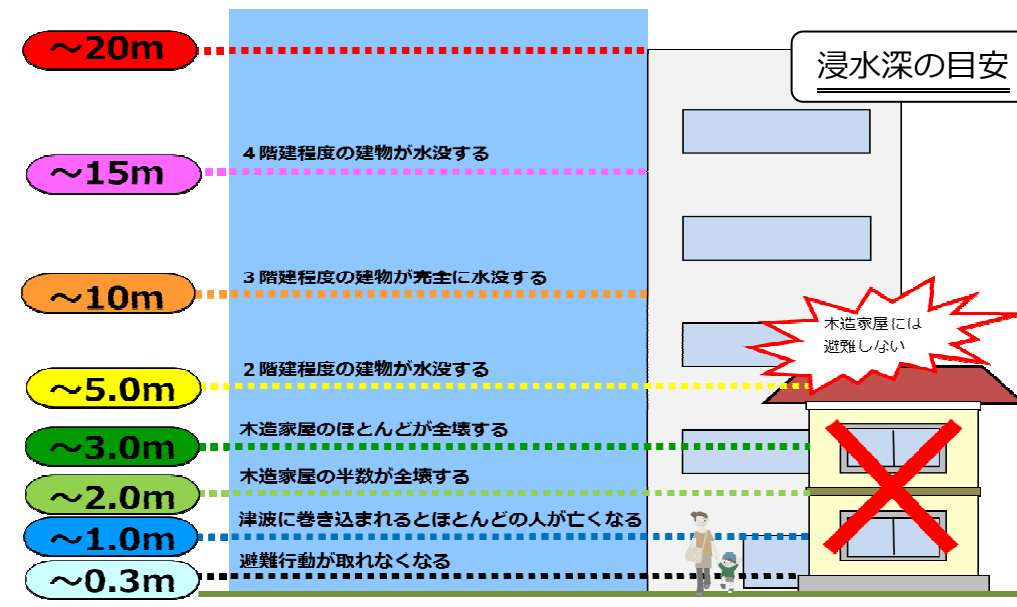 浸水深の目安
～20m
４階建程度の建物が水没する
～15m
３階建程度の建物が完全に水没する
～10m
木造家屋には
避難しない
２階建程度の建物が水没する
～5.0m
木造家屋のほとんどが全壊する
～3.0m
木造家屋の半数が全壊する
～2.0m
津波に巻き込まれるとほとんどの人が亡くなる
～1.0m
避難行動が取れなくなる
～0.3m